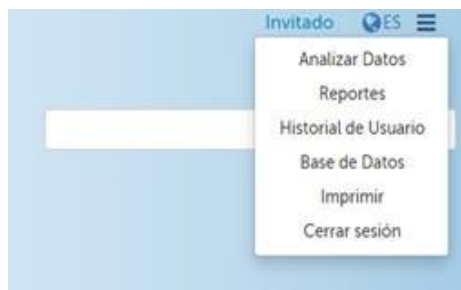 Invitado ES
Analizar Datos
Reportes
Historial de Usuario
Base de Datos
Imprimir
Cerrar sesión